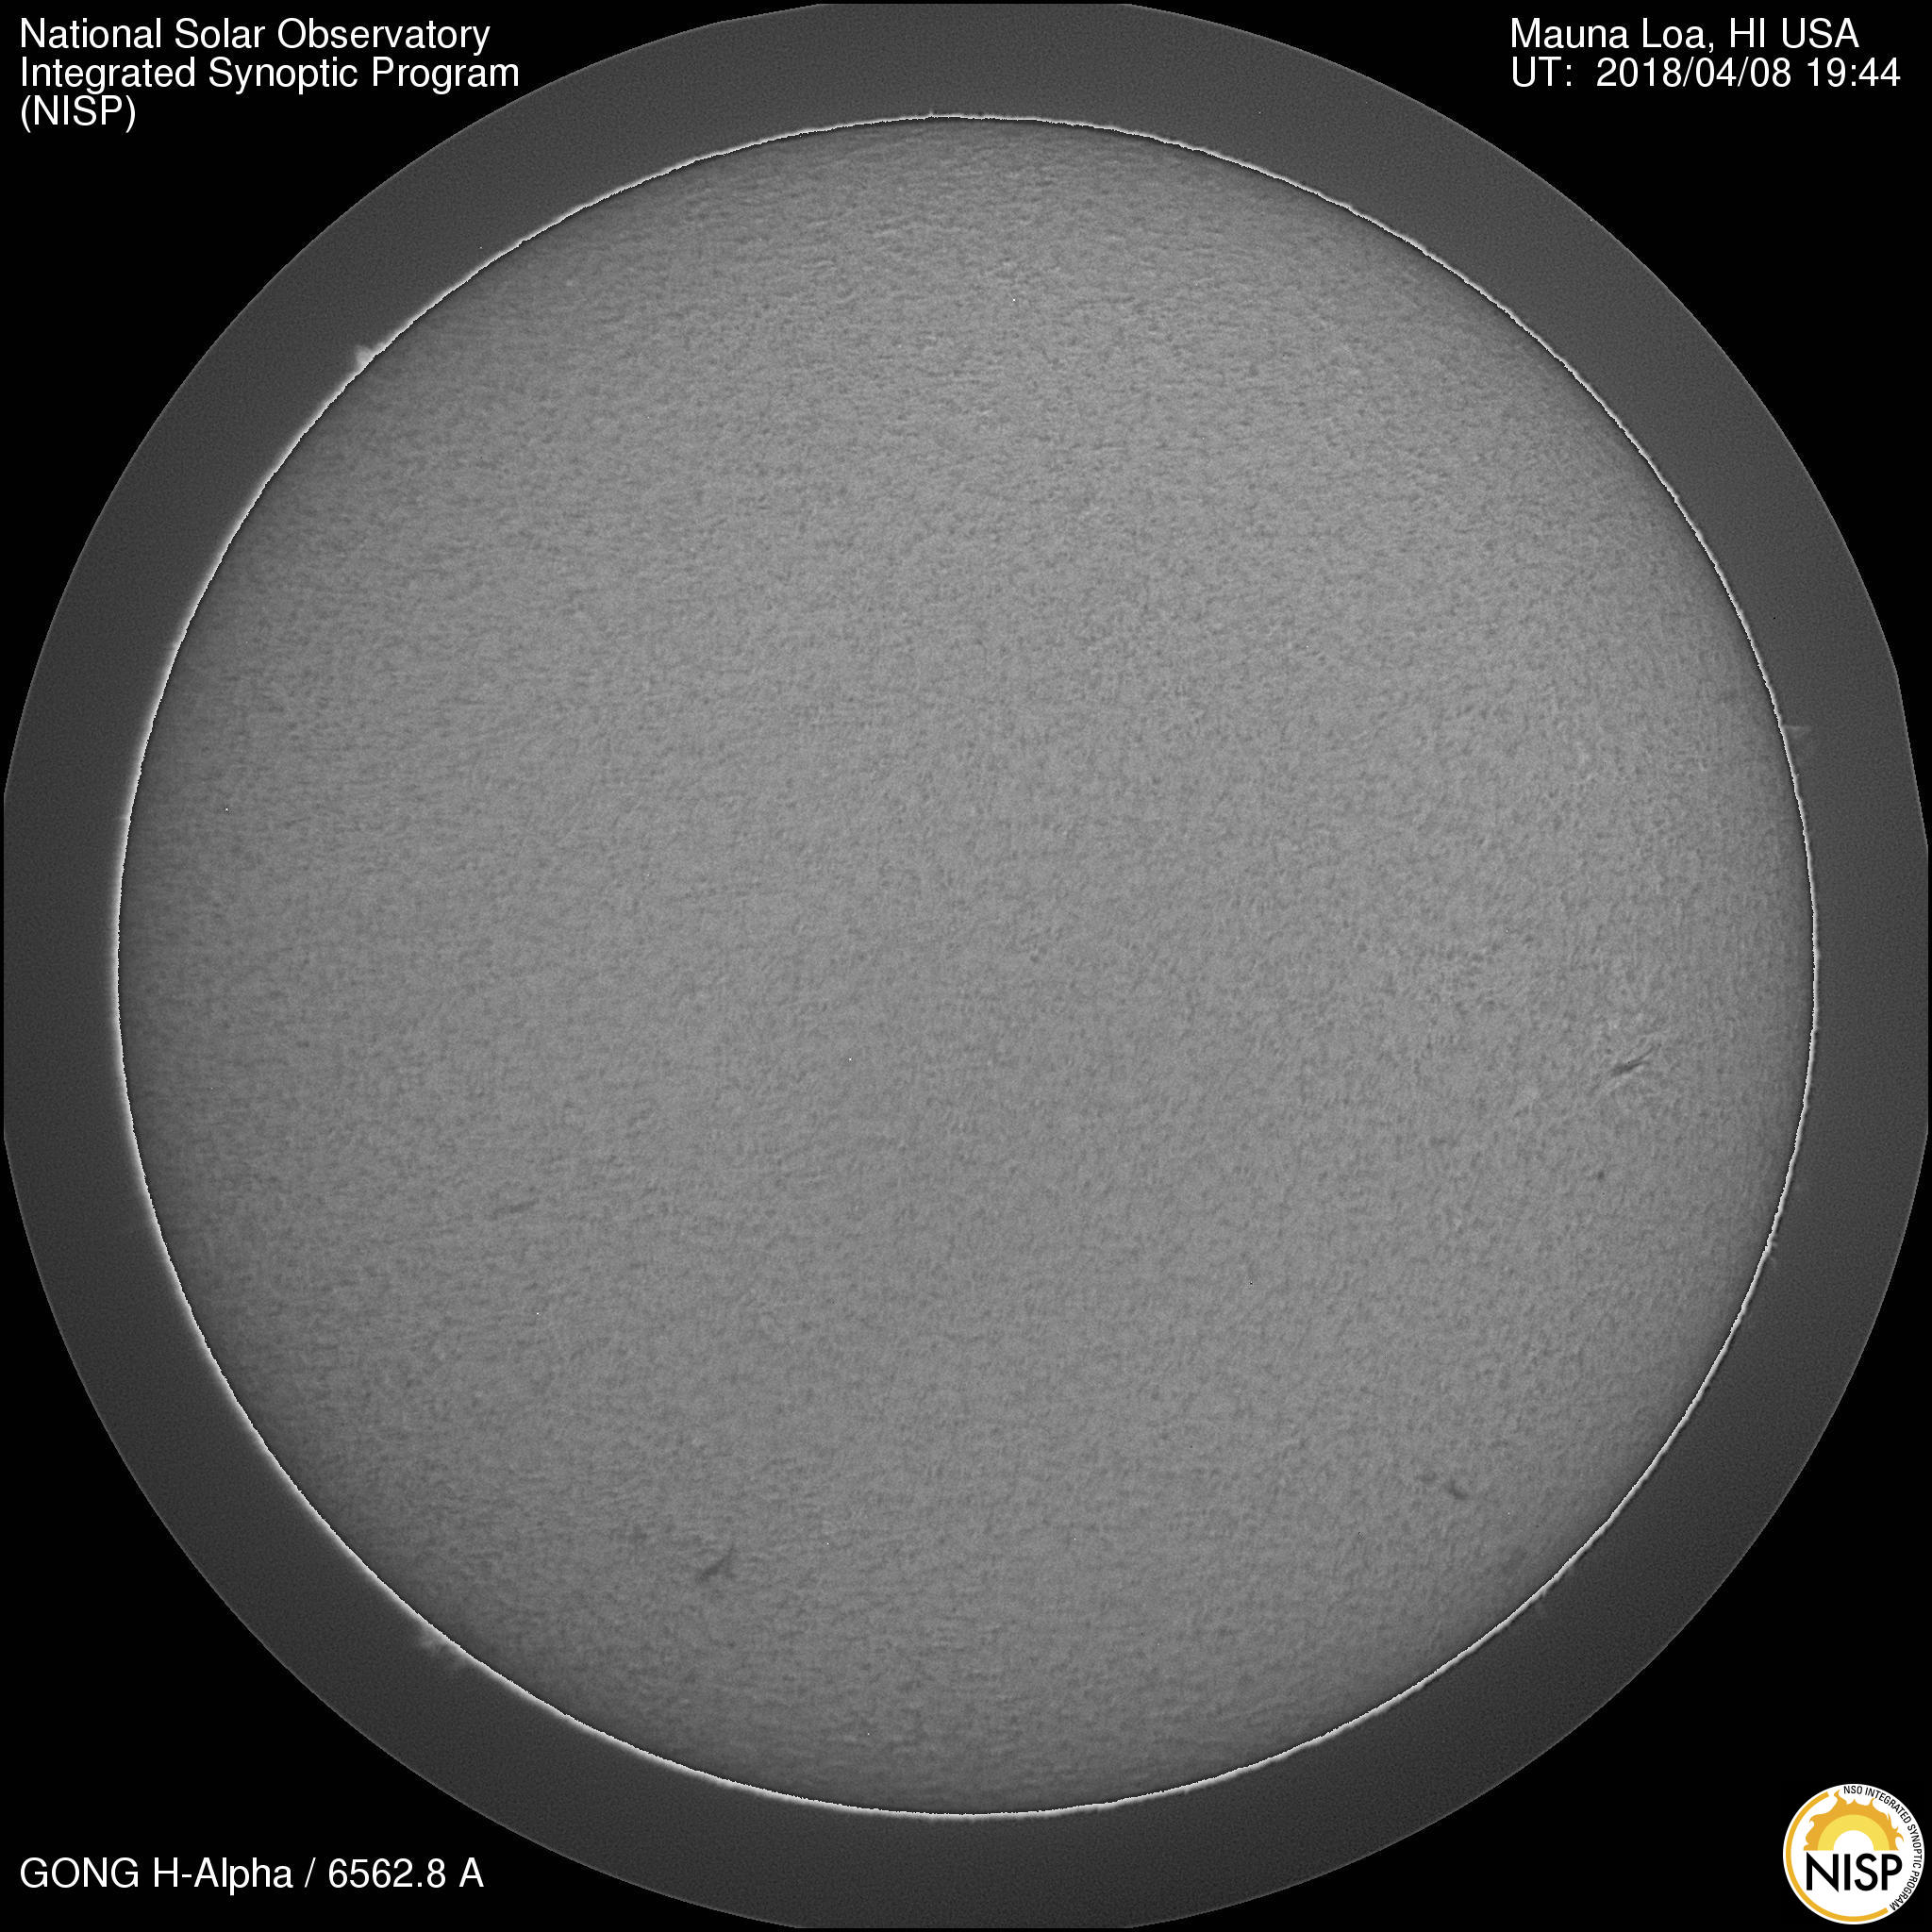 National Solar Observatory
Integrated Synoptic Program
(NISP)
Mauna Loa, HI USA
UT: 2018/04/08 19:44
GONG H-Alpha / 6562.8 A
NSO INTEGRATED SYNOPTIC PROGRAM
NISP